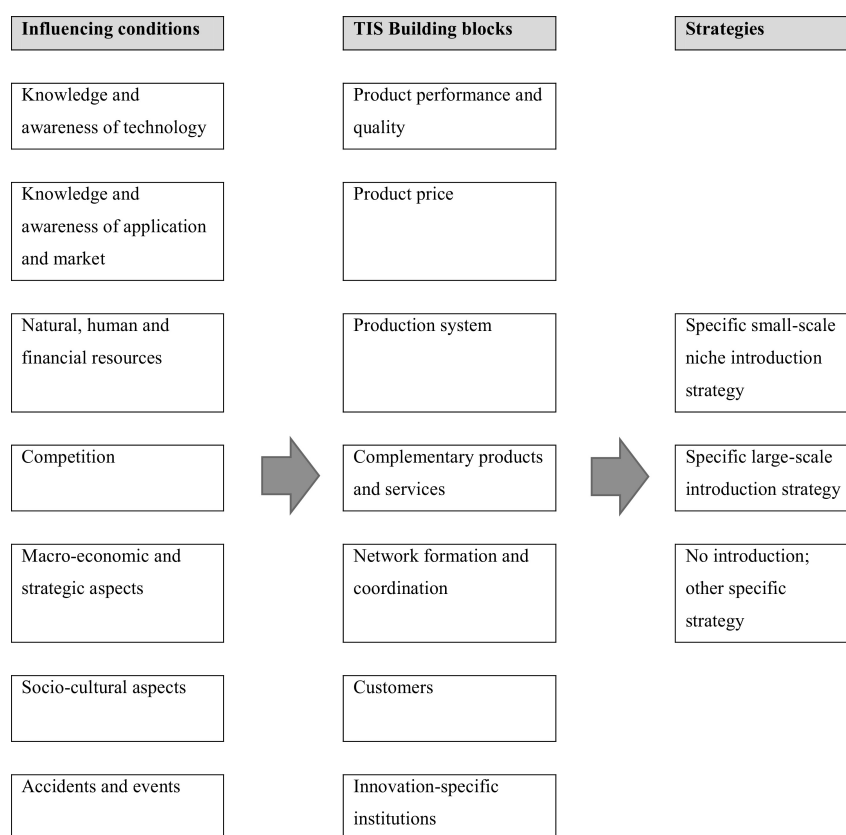 Influencing conditions
TIS Building blocks
Strategies
Knowledge and
awareness of technology
Product performance and
quality
Knowledge and
awareness of application
and market
Product price
Natural, human and
financial resources
Production system
Specific small-scale
niche introduction
strategy
Competition
Complementary products
and services
Specific large-scale
introduction strategy
Macro-economic and
strategic aspects
Network formation and
coordination
No introduction;
other specific
strategy
Socio-cultural aspects
Customers
Accidents and events
Innovation-specific
institutions